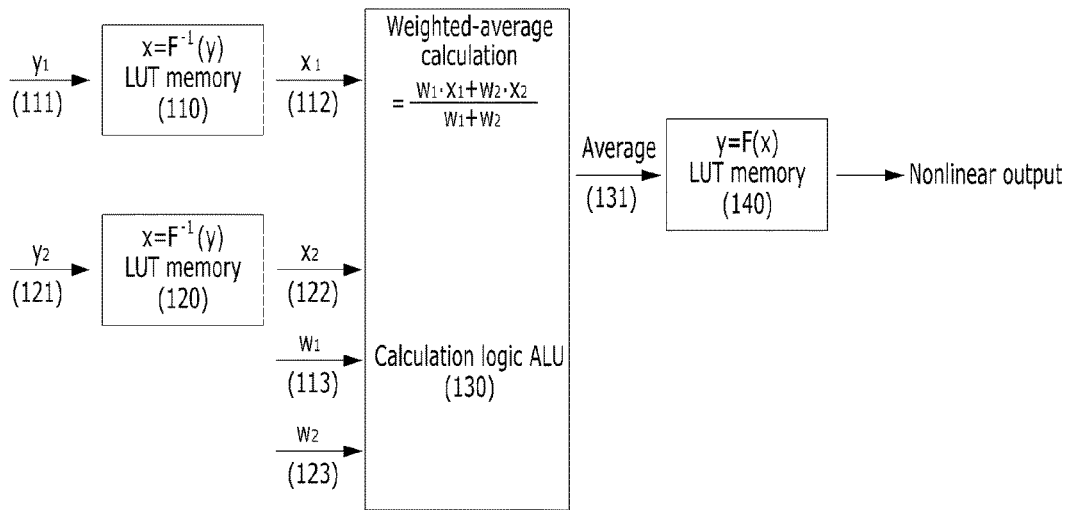 y₁
(111)
x=F⁻¹(y)
LUT memory
(110)
x₁
(112)
Weighted-average
calculation
= (w₁·x₁+w₂·x₂)/(w₁+w₂)
y₂
(121)
x=F⁻¹(y)
LUT memory
(120)
x₂
(122)
w₁
(113)
w₂
(123)
Calculation logic ALU
(130)
Average
(131)
y=F(x)
LUT memory
(140)
Nonlinear output